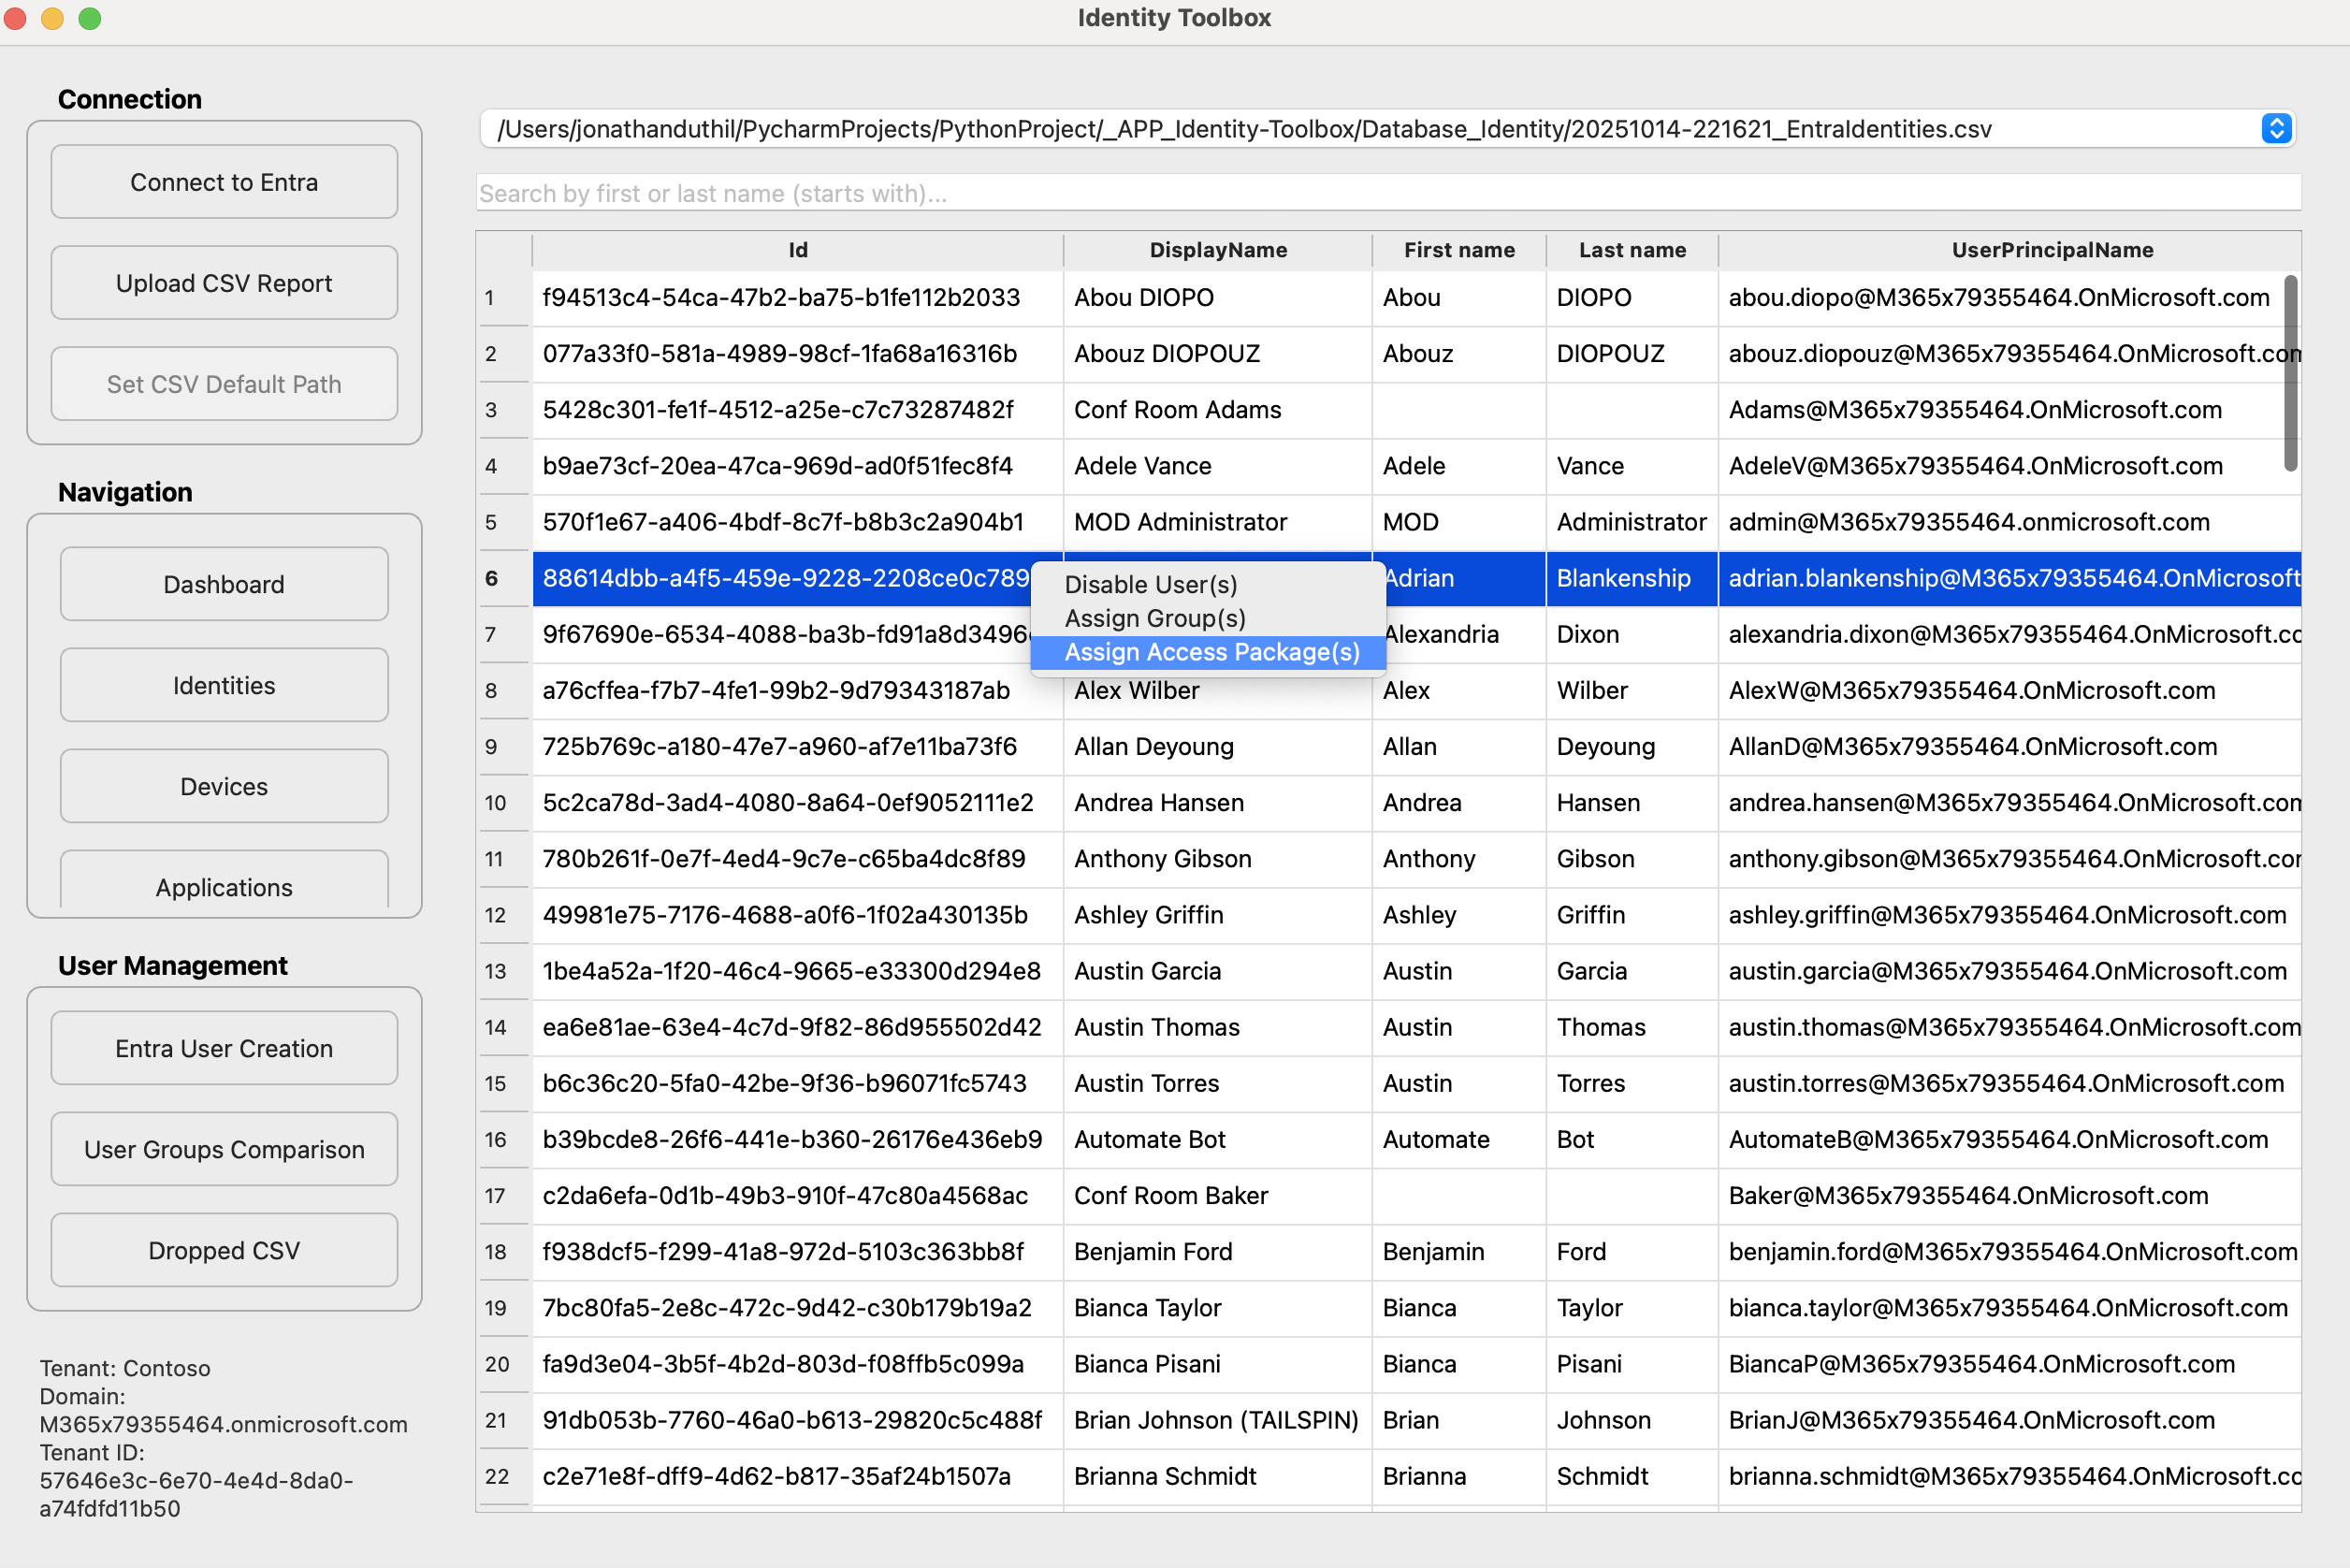 Identity Toolbox
Connection
Connect to Entra
Upload CSV Report
Set CSV Default Path
Navigation
Dashboard
Identities
Devices
Applications
User Management
Entra User Creation
User Groups Comparison
Dropped CSV
Tenant: Contoso
Domain:
M365x79355464.onmicrosoft.com
Tenant ID:
57646e3c-6e70-4e4d-8da0-
a74fdfd11b50
/Users/jonathanduthil/PycharmProjects/PythonProject/_APP_Identity-Toolbox/Database_Identity/20251014-221621_EntraIdentities.csv
Search by first or last name (starts with)...
Id DisplayName First name Last name UserPrincipalName
1 f94513c4-54ca-47b2-ba75-b1fe112b2033 Abou DIOPO Abou DIOPO abou.diopo@M365x79355464.OnMicrosoft.com
2 077a33f0-581a-4989-98cf-1fa68a16316b Abouz DIOPOUZ Abouz DIOPOUZ abouz.diopouz@M365x79355464.OnMicrosoft.com
3 5428c301-fe1f-4512-a25e-c7c73287482f Conf Room Adams Adams@M365x79355464.OnMicrosoft.com
4 b9ae73cf-20ea-47ca-969d-ad0f51fec8f4 Adele Vance Adele Vance AdeleV@M365x79355464.OnMicrosoft.com
5 570f1e67-a406-4bdf-8c7f-b8b3c2a904b1 MOD Administrator MOD Administrator admin@M365x79355464.onmicrosoft.com
6 88614dbb-a4f5-459e-9228-2208ce0c789 Adrian Blankenship adrian.blankenship@M365x79355464.OnMicrosoft
Disable User(s)
Assign Group(s)
Assign Access Package(s)
7 9f67690e-6534-4088-ba3b-fd91a8d3496 Alexandria Dixon alexandria.dixon@M365x79355464.OnMicrosoft.co
8 a76cffea-f7b7-4fe1-99b2-9d79343187ab Alex Wilber Alex Wilber AlexW@M365x79355464.OnMicrosoft.com
9 725b769c-a180-47e7-a960-af7e11ba73f6 Allan Deyoung Allan Deyoung AllanD@M365x79355464.OnMicrosoft.com
10 5c2ca78d-3ad4-4080-8a64-0ef9052111e2 Andrea Hansen Andrea Hansen andrea.hansen@M365x79355464.OnMicrosoft.com
11 780b261f-0e7f-4ed4-9c7e-c65ba4dc8f89 Anthony Gibson Anthony Gibson anthony.gibson@M365x79355464.OnMicrosoft.co
12 49981e75-7176-4688-a0f6-1f02a430135b Ashley Griffin Ashley Griffin ashley.griffin@M365x79355464.OnMicrosoft.com
13 1be4a52a-1f20-46c4-9665-e33300d294e8 Austin Garcia Austin Garcia austin.garcia@M365x79355464.OnMicrosoft.com
14 ea6e81ae-63e4-4c7d-9f82-86d955502d42 Austin Thomas Austin Thomas austin.thomas@M365x79355464.OnMicrosoft.com
15 b6c36c20-5fa0-42be-9f36-b96071fc5743 Austin Torres Austin Torres austin.torres@M365x79355464.OnMicrosoft.com
16 b39bcde8-26f6-441e-b360-26176e436eb9 Automate Bot Automate Bot AutomateB@M365x79355464.OnMicrosoft.com
17 c2da6efa-0d1b-49b3-910f-47c80a4568ac Conf Room Baker Baker@M365x79355464.OnMicrosoft.com
18 f938dcf5-f299-41a8-972d-5103c363bb8f Benjamin Ford Benjamin Ford benjamin.ford@M365x79355464.OnMicrosoft.com
19 7bc80fa5-2e8c-472c-9d42-c30b179b19a2 Bianca Taylor Bianca Taylor bianca.taylor@M365x79355464.OnMicrosoft.com
20 fa9d3e04-3b5f-4b2d-803d-f08ffb5c099a Bianca Pisani Bianca Pisani BiancaP@M365x79355464.OnMicrosoft.com
21 91db053b-7760-46a0-b613-29820c5c488f Brian Johnson (TAILSPIN) Brian Johnson BrianJ@M365x79355464.OnMicrosoft.com
22 c2e71e8f-dff9-4d62-b817-35af24b1507a Brianna Schmidt Brianna Schmidt brianna.schmidt@M365x79355464.OnMicrosoft.co